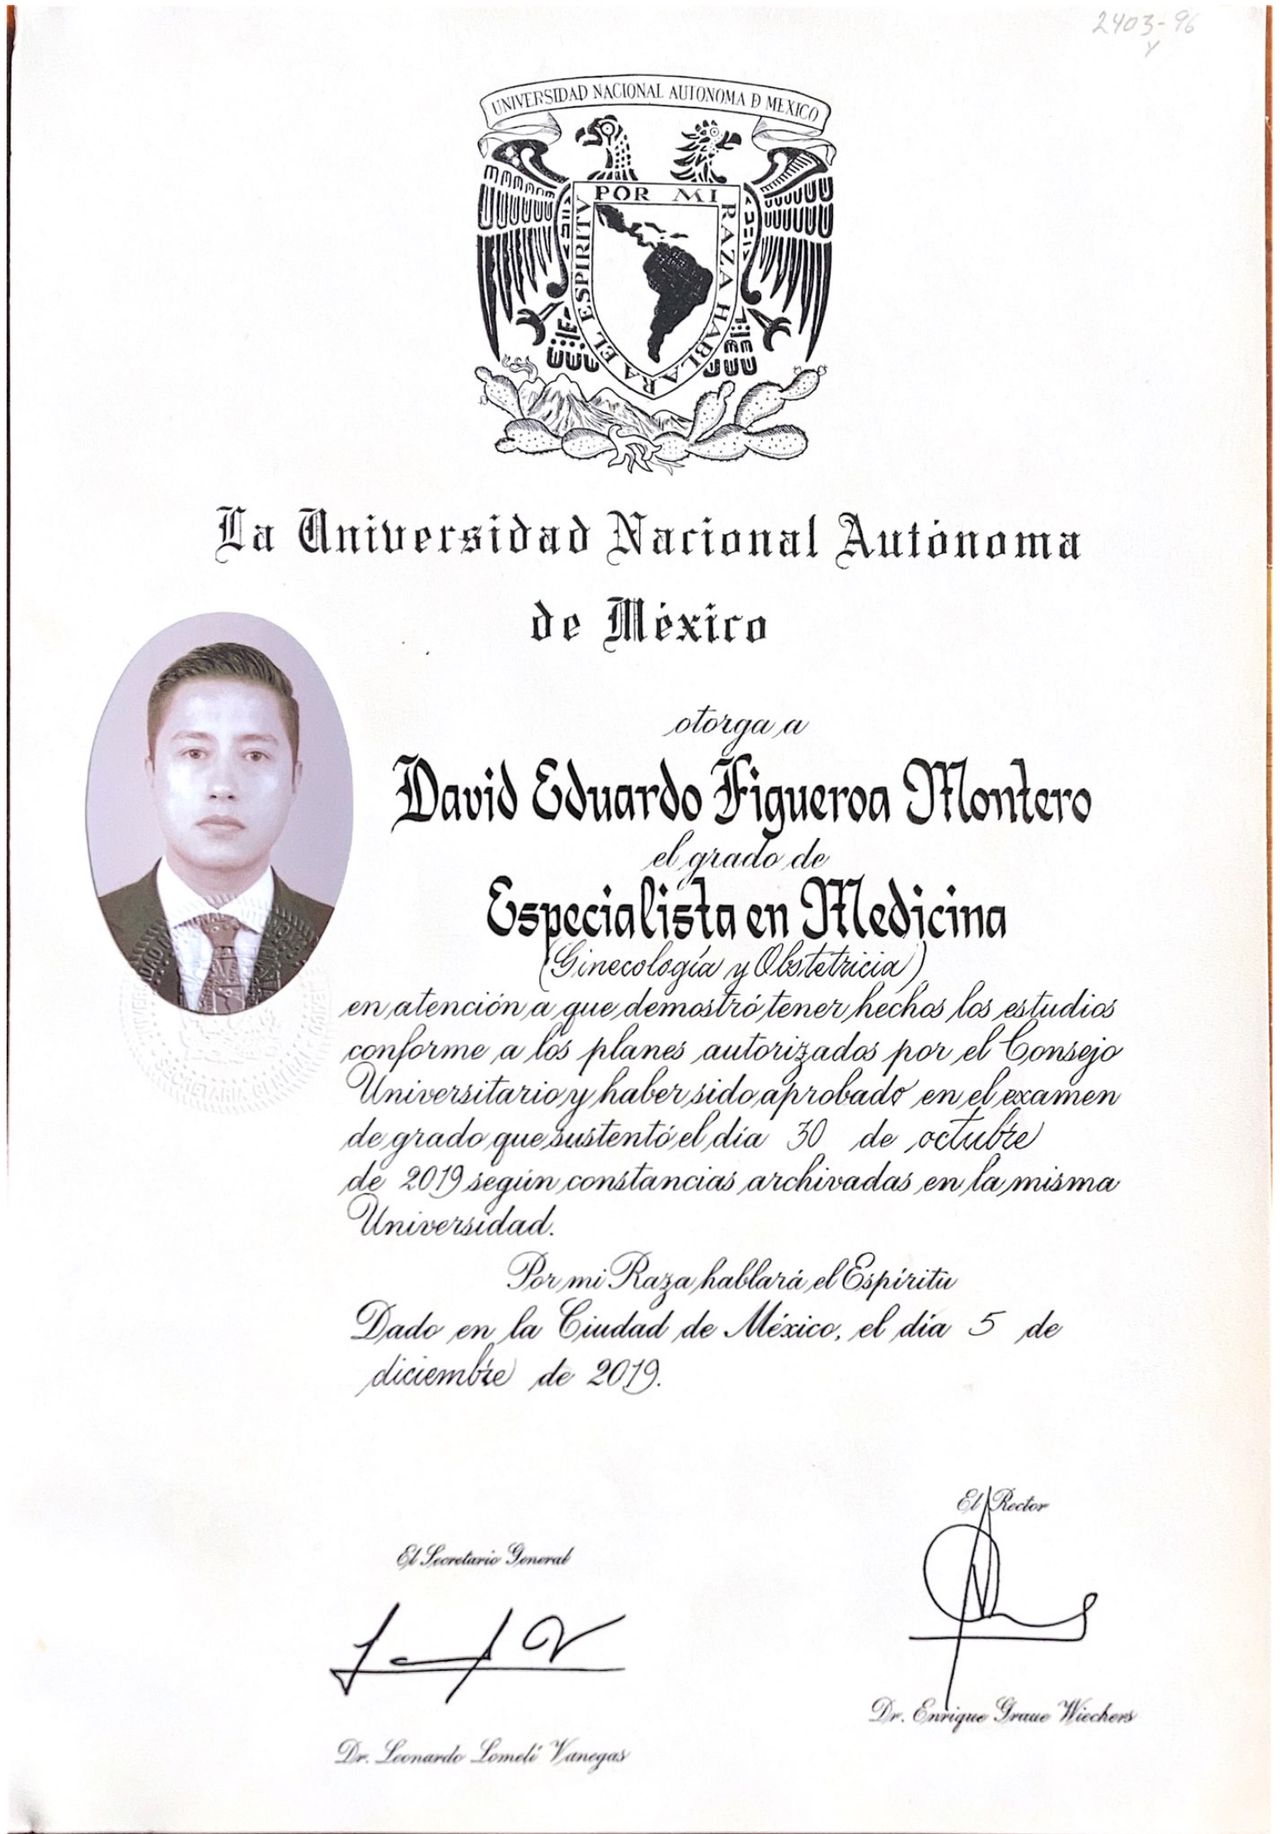 2403-96
UNIVERSIDAD NACIONAL AUTONOMA D MEXICO
POR MI RAZA HABLARA EL ESPIRITV
La Universidad Nacional Autónoma
de México
otorga a
David Eduardo Figueroa Montero
el grado de
Especialista en Medicina
(Ginecología y Obstetricia)
en atención a que demostró tener hechos los estudios
conforme a los planes autorizados por el Consejo
Universitario y haber sido aprobado en el examen
de grado que sustentó el día 30 de octubre
de 2019 según constancias archivadas en la misma
Universidad.
Por mi Raza hablará el Espíritu
Dado en la Ciudad de México, el día 5 de
diciembre de 2019.
El Rector
El Secretario General
Dr. Enrique Graue Wiechers
Dr. Leonardo Lomelí Vanegas
SECRETARIA GENERAL